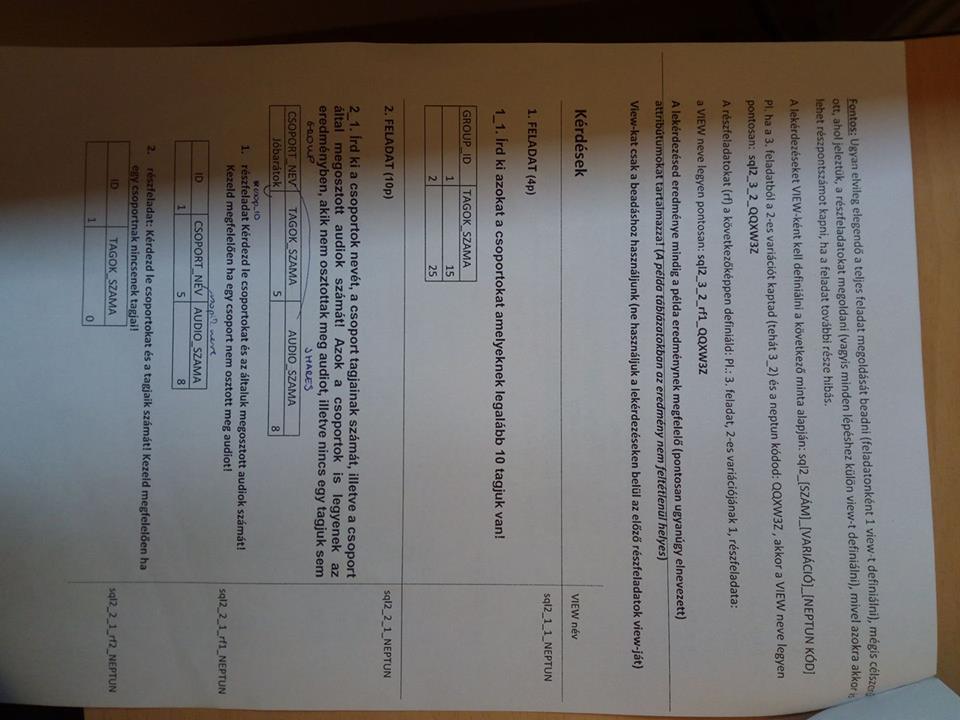 Fontos: Ugyan elvileg elegendő a teljes feladat megoldását beadni (feladatonként 1 view-t definiálni), mégis célszerű
ott, ahol jeleztük, a részfeladatokat megoldani (vagyis minden lépéshez külön view-t definiálni), mivel azokra akkor is
lehet részpontszámot kapni, ha a feladat további része hibás.
A lekérdezéseket VIEW-ként kell definiálni a következő minta alapján: sql2_[SZÁM]_[VARIÁCIÓ]_[NEPTUN KÓD]
Pl. ha a 3. feladatból a 2-es variációt kaptad (tehát 3_2) és a neptun kódod: QQXW3Z , akkor a VIEW neve legyen
pontosan: sql2_3_2_QQXW3Z
A részfeladatokat (rf) a következőképpen definiáld: Pl.: 3. feladat, 2-es variációjának 1, részfeladata:
a VIEW neve legyen pontosan: sql2_3_2_rf1_QQXW3Z
A lekérdezésed eredménye mindig a példa eredménynek megfelelő (pontosan ugyanúgy elnevezett)
attribútumokat tartalmazza! (A példa táblázatokban az eredmény nem feltétlenül helyes)
View-kat csak a beadáshoz használjunk (ne használjuk a lekérdezéseken belül az előző részfeladatok view-ját)
Kérdések VIEW név
1. FELADAT (4p)
1_1. Írd ki azokat a csoportokat amelyeknek legalább 10 tagjuk van! sql2_1_1_NEPTUN
GROUP_ID TAGOK_SZAMA
1 15
2 25
2. FELADAT (10p) sql2_2_1_NEPTUN
2_1. Írd ki a csoportok nevét, a csoport tagjainak számát, illetve a csoport
által megosztott audiok számát! Azok a csoportok is legyenek az
eredményben, akik nem osztottak meg audiot, illetve nincs egy tagjuk sem
GROUP SHARES
CSOPORT_NEV TAGOK_SZAMA AUDIO_SZAMA
Jóbarátok 5 8
1. részfeladat Kérdezd le csoportokat és az általuk megosztott audiok számát! sql2_2_1_rf1_NEPTUN
Kezeld megfelelően ha egy csoport nem osztott meg audiot!
ID CSOPORT_NÉV AUDIO_SZAMA
1 5 8
2. részfeladat: Kérdezd le csoportokat és a tagjaik számát! Kezeld megfelelően ha sql2_2_1_rf2_NEPTUN
egy csoportnak nincsenek tagjai!
ID TAGOK_SZAMA
1 0